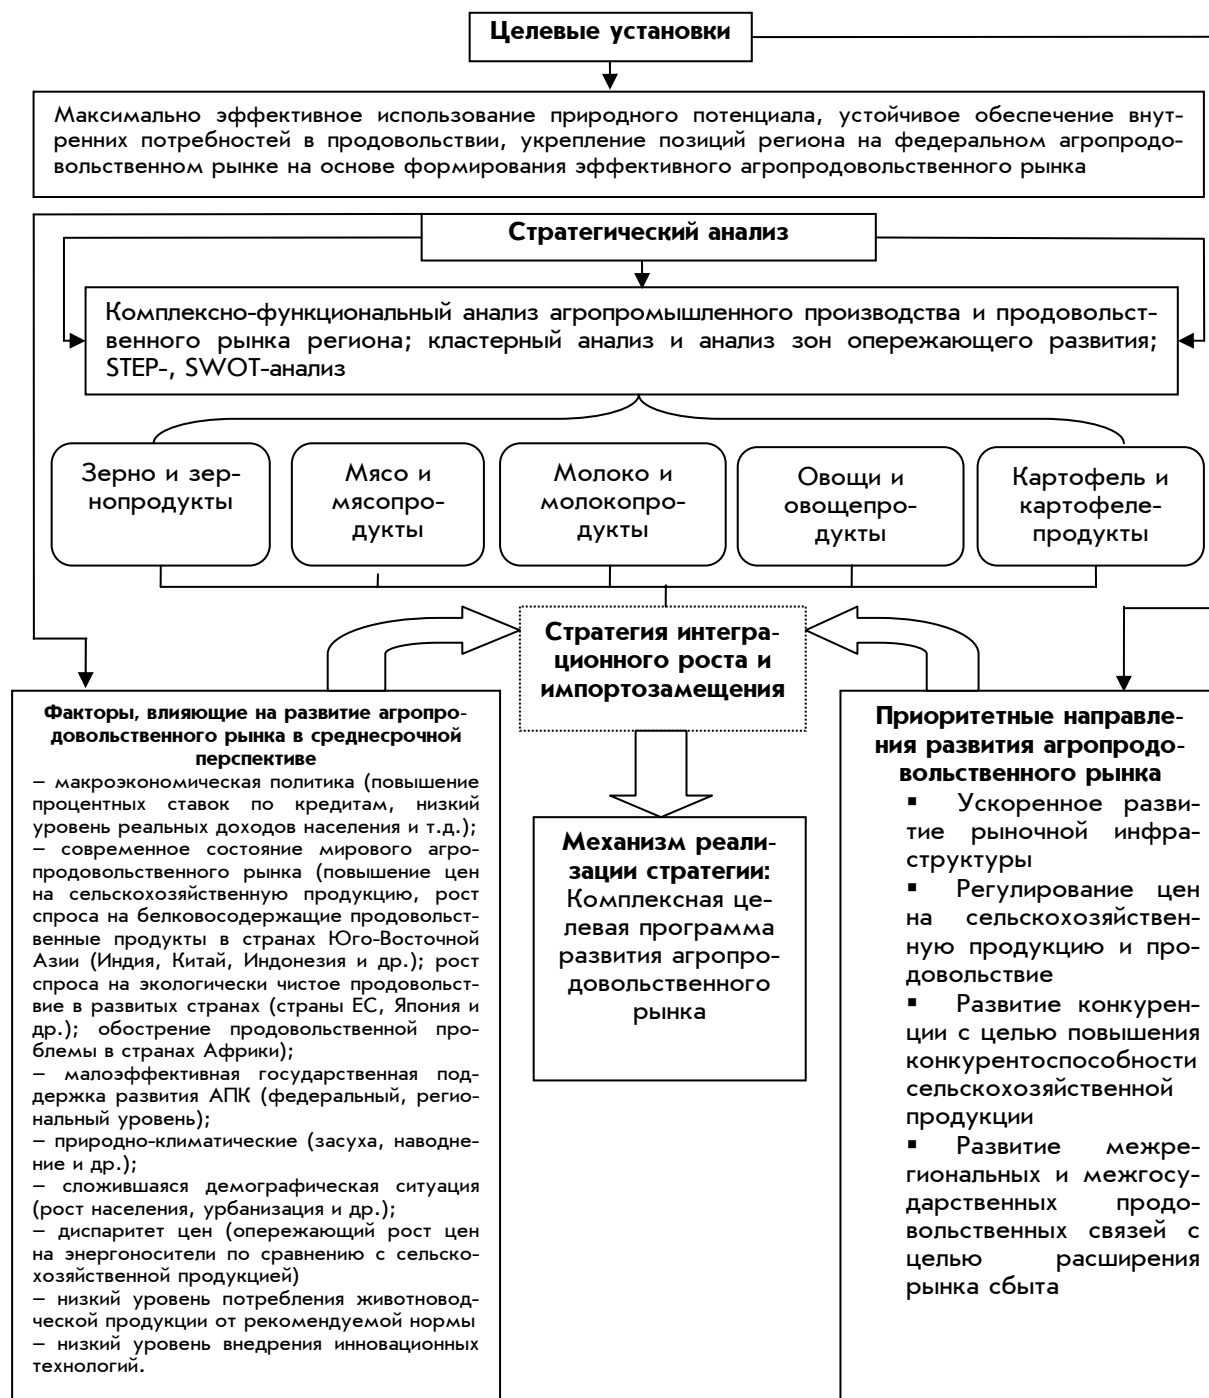 Целевые установки
Максимально эффективное использование природного потенциала, устойчивое обеспечение внут-
ренних потребностей в продовольствии, укрепление позиций региона на федеральном агропродо-
вольственном рынке на основе формирования эффективного агропродовольственного рынка
Стратегический анализ
Комплексно-функциональный анализ агропромышленного производства и продовольст-
венного рынка региона; кластерный анализ и анализ зон опережающего развития;
STEP-, SWOT-анализ
Зерно и зер-
нопродукты
Мясо и
мясопро-
дукты
Молоко и
молокопро-
дукты
Овощи и
овощепро-
дукты
Картофель и
картофеле-
продукты
Стратегия интегра-
ционного роста и
импортозамещения
Факторы, влияющие на развитие агропро-
довольственного рынка в среднесрочной
перспективе
– макроэкономическая политика (повышение
процентных ставок по кредитам, низкий
уровень реальных доходов населения и т.д.);
– современное состояние мирового агро-
продовольственного рынка (повышение цен
на сельскохозяйственную продукцию, рост
спроса на белковосодержащие продовольст-
венные продукты в странах Юго-Восточной
Азии (Индия, Китай, Индонезия и др.); рост
спроса на экологически чистое продовольст-
вие в развитых странах (страны ЕС, Япония и
др.); обострение продовольственной про-
блемы в странах Африки);
– малоэффективная государственная под-
держка развития АПК (федеральный, регио-
нальный уровень);
– природно-климатические (засуха, наводне-
ние и др.);
– сложившаяся демографическая ситуация
(рост населения, урбанизация и др.);
– диспаритет цен (опережающий рост цен
на энергоносители по сравнению с сельско-
хозяйственной продукцией)
– низкий уровень потребления животновод-
ческой продукции от рекомендуемой нормы
– низкий уровень внедрения инновационных
технологий.
Механизм реали-
зации стратегии:
Комплексная це-
левая программа
развития агропро-
довольственного
рынка
Приоритетные направле-
ния развития агропродо-
вольственного рынка
▪ Ускоренное разви-
тие рыночной инфра-
структуры
▪ Регулирование цен
на сельскохозяйствен-
ную продукцию и про-
довольствие
▪ Развитие конкурен-
ции с целью повышения
конкурентоспособности
сельскохозяйственной
продукции
▪ Развитие межре-
гиональных и межгосу-
дарственных продо-
вольственных связей с
целью расширения
рынка сбыта